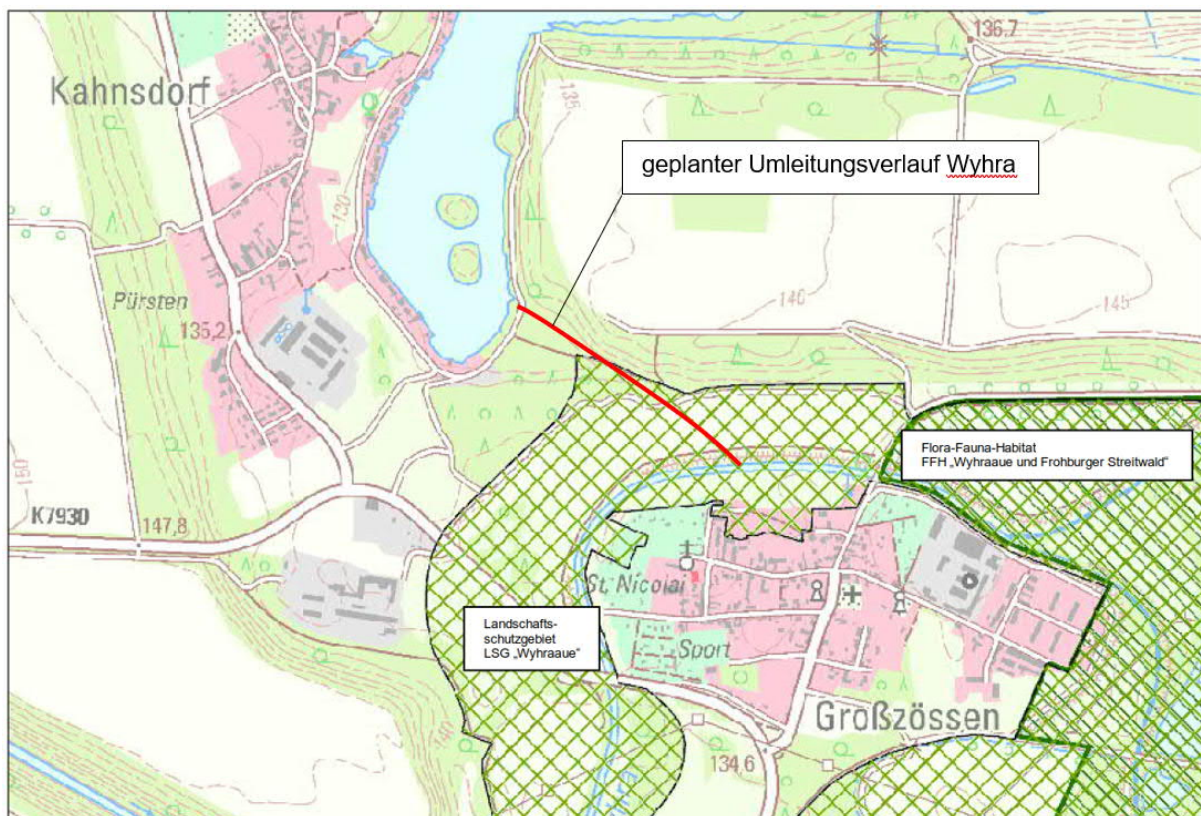 136.7
Kahnsdorf
135
geplanter Umleitungsverlauf Wyhra
130
Pürsten
135,2
140
145
150
Flora-Fauna-Habitat
FFH „Wyhraaue und Frohburger Streitwald“
K7930
147,8
St. Nicolai
Landschafts-
schutzgebiet
LSG „Wyhraaue“
Sport
Großzössen
140
134.6